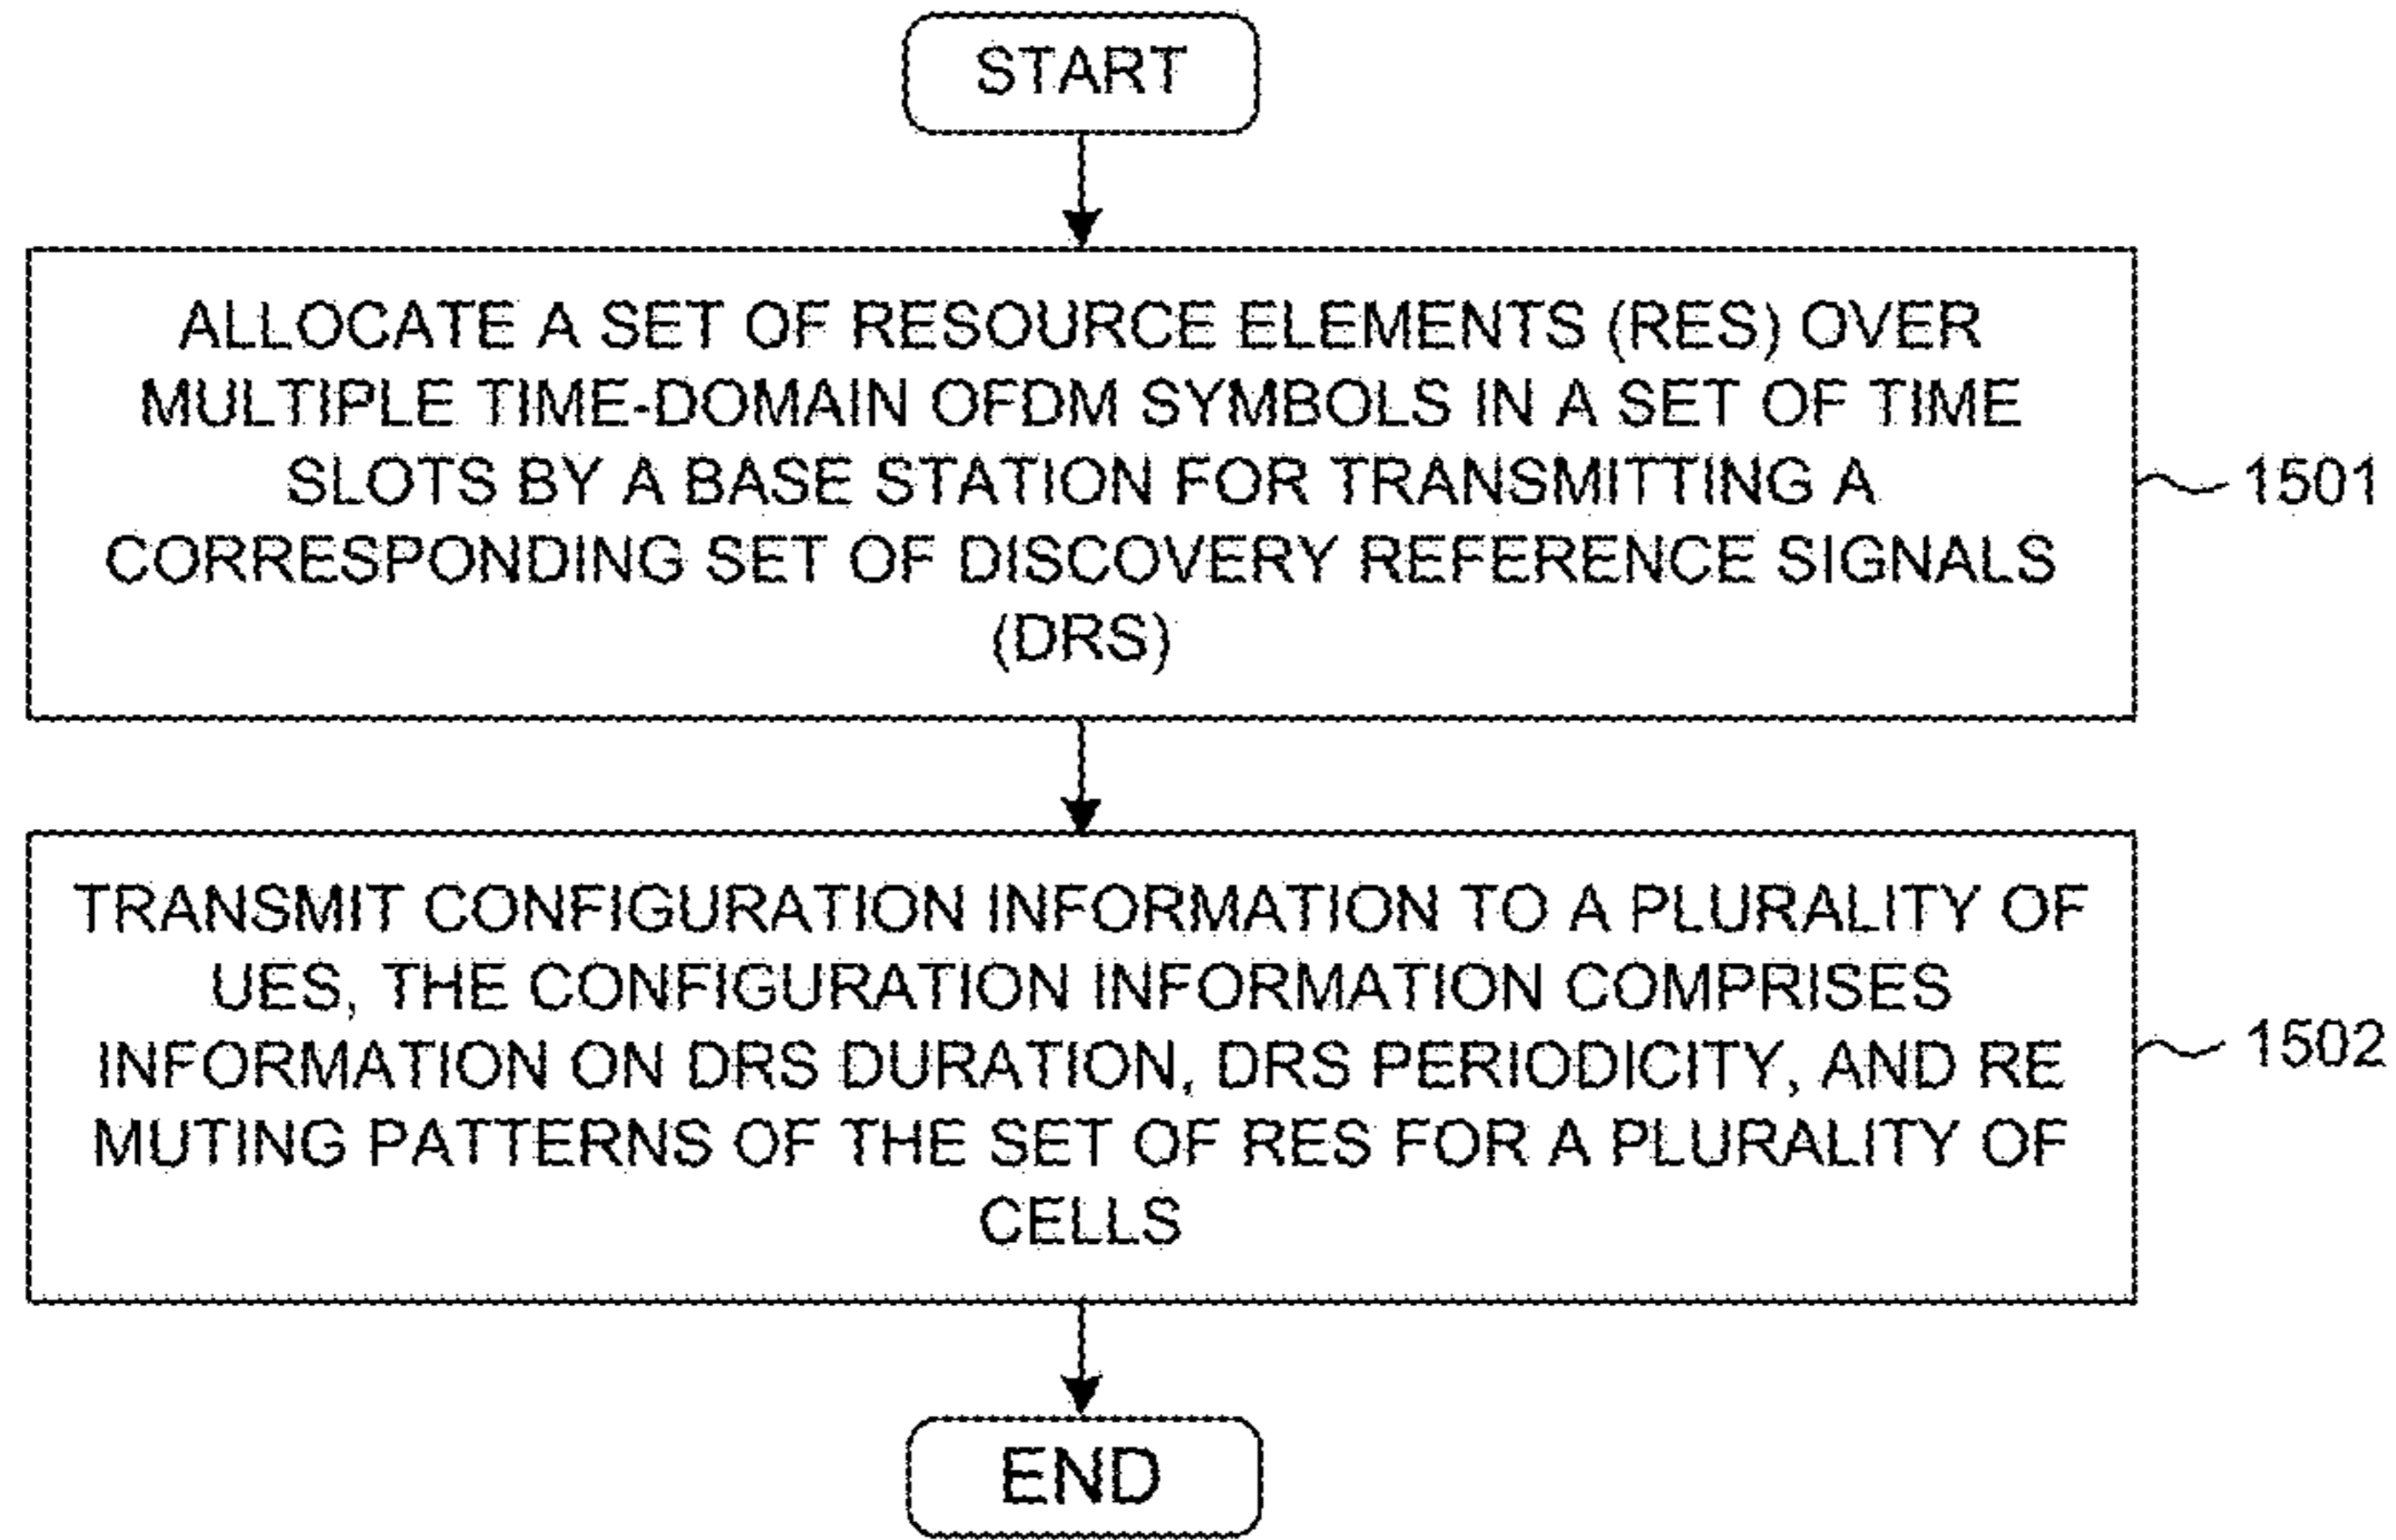 START
ALLOCATE A SET OF RESOURCE ELEMENTS (RES) OVER
MULTIPLE TIME-DOMAIN OFDM SYMBOLS IN A SET OF TIME
SLOTS BY A BASE STATION FOR TRANSMITTING A
CORRESPONDING SET OF DISCOVERY REFERENCE SIGNALS
(DRS)
1501
TRANSMIT CONFIGURATION INFORMATION TO A PLURALITY OF
UES, THE CONFIGURATION INFORMATION COMPRISES
INFORMATION ON DRS DURATION, DRS PERIODICITY, AND RE
MUTING PATTERNS OF THE SET OF RES FOR A PLURALITY OF
CELLS
1502
END